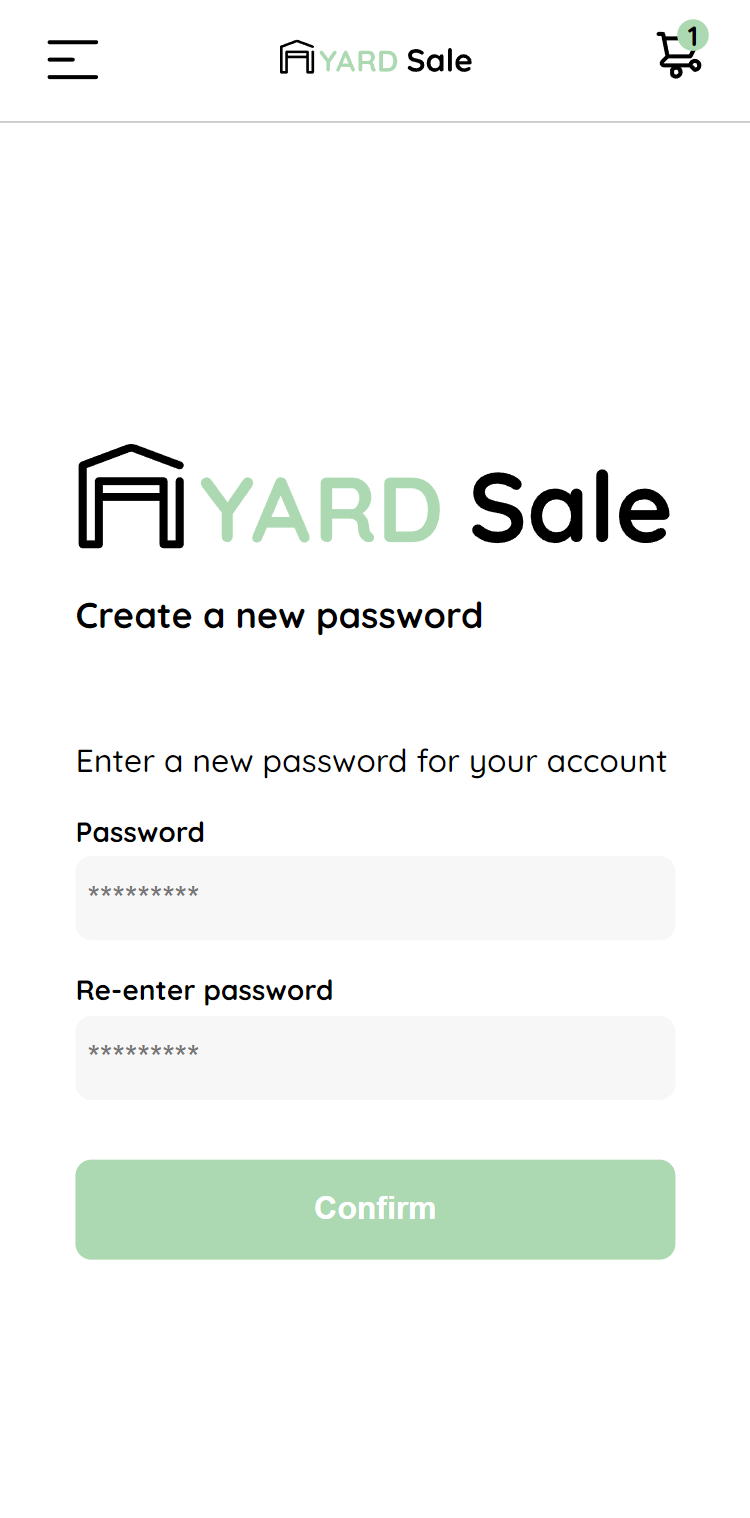 YARD Sale
1
YARD Sale
Create a new password
Enter a new password for your account
Password
*********
Re-enter password
*********
Confirm